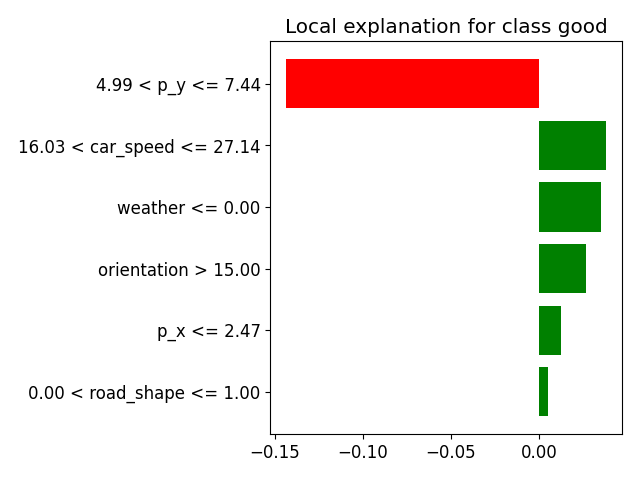 Local explanation for class good
4.99 < p_y <= 7.44
16.03 < car_speed <= 27.14
weather <= 0.00
orientation > 15.00
p_x <= 2.47
0.00 < road_shape <= 1.00
−0.15 −0.10 −0.05 0.00